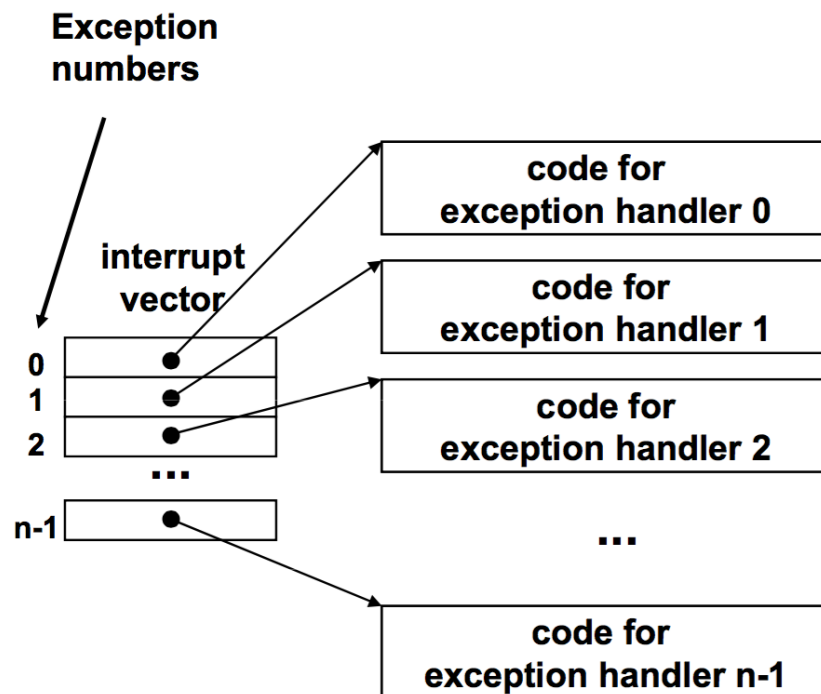 Exception
numbers
interrupt
vector
0
1
2
...
n-1
code for
exception handler 0
code for
exception handler 1
code for
exception handler 2
...
code for
exception handler n-1